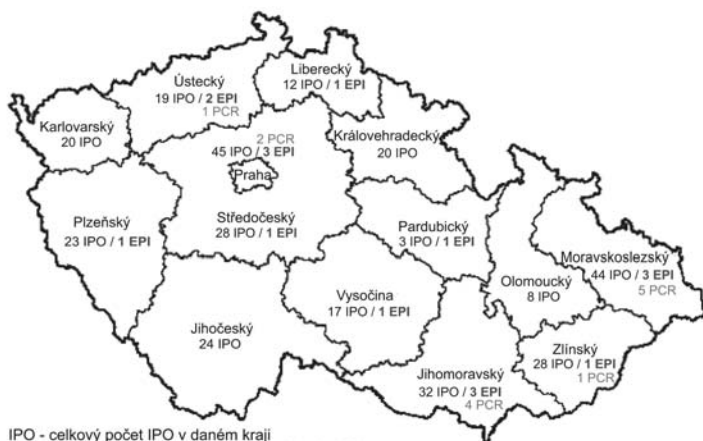 Ústecký
19 IPO / 2 EPI
1 PCR
Liberecký
12 IPO / 1 EPI
Karlovarský
20 IPO
2 PCR
45 IPO / 3 EPI
Praha
Královehradecký
20 IPO
Plzeňský
23 IPO / 1 EPI
Středočeský
28 IPO / 1 EPI
Pardubický
3 IPO / 1 EPI
Moravskoslezský
44 IPO / 3 EPI
5 PCR
Olomoucký
8 IPO
Vysočina
17 IPO / 1 EPI
Jihočeský
24 IPO
Zlínský
28 IPO / 1 EPI
1 PCR
Jihomoravský
32 IPO / 3 EPI
4 PCR
IPO - celkový počet IPO v daném kraji